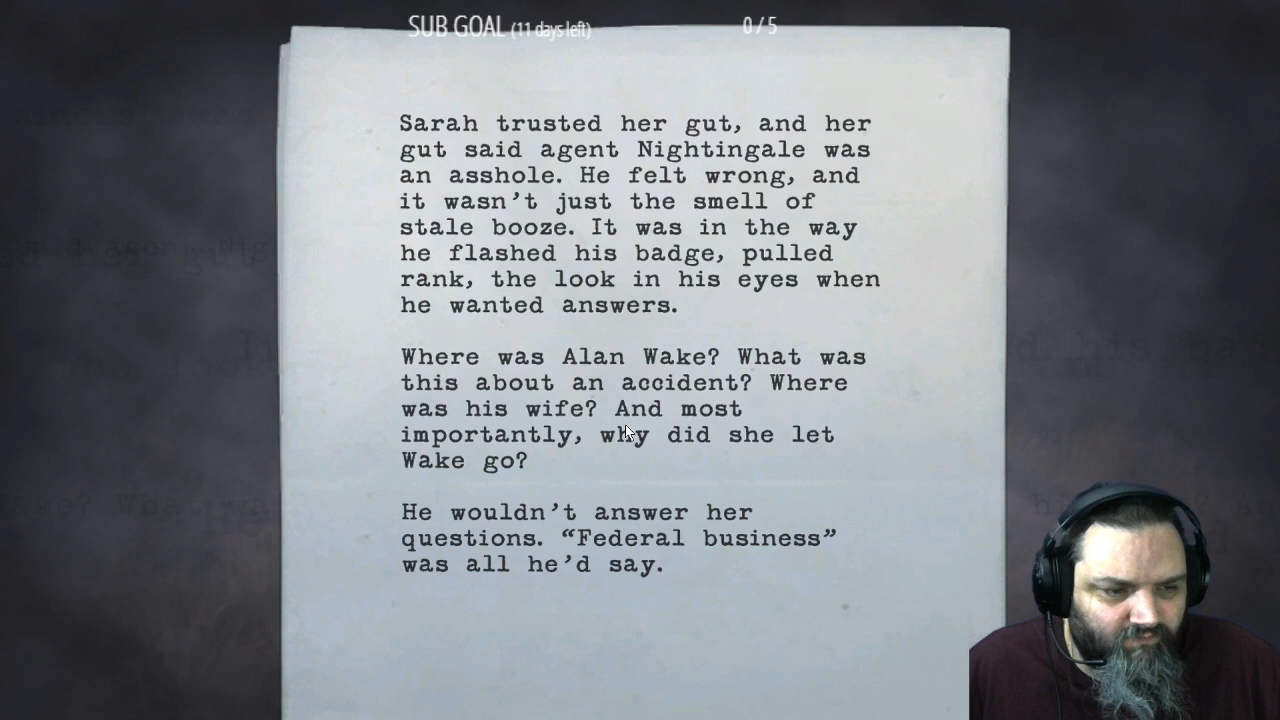 SUB GOAL (11 days left) 0 / 5
Sarah trusted her gut, and her
gut said agent Nightingale was
an asshole. He felt wrong, and
it wasn’t just the smell of
stale booze. It was in the way
he flashed his badge, pulled
rank, the look in his eyes when
he wanted answers.
Where was Alan Wake? What was
this about an accident? Where
was his wife? And most
importantly, why did she let
Wake go?
He wouldn’t answer her
questions. “Federal business”
was all he’d say.